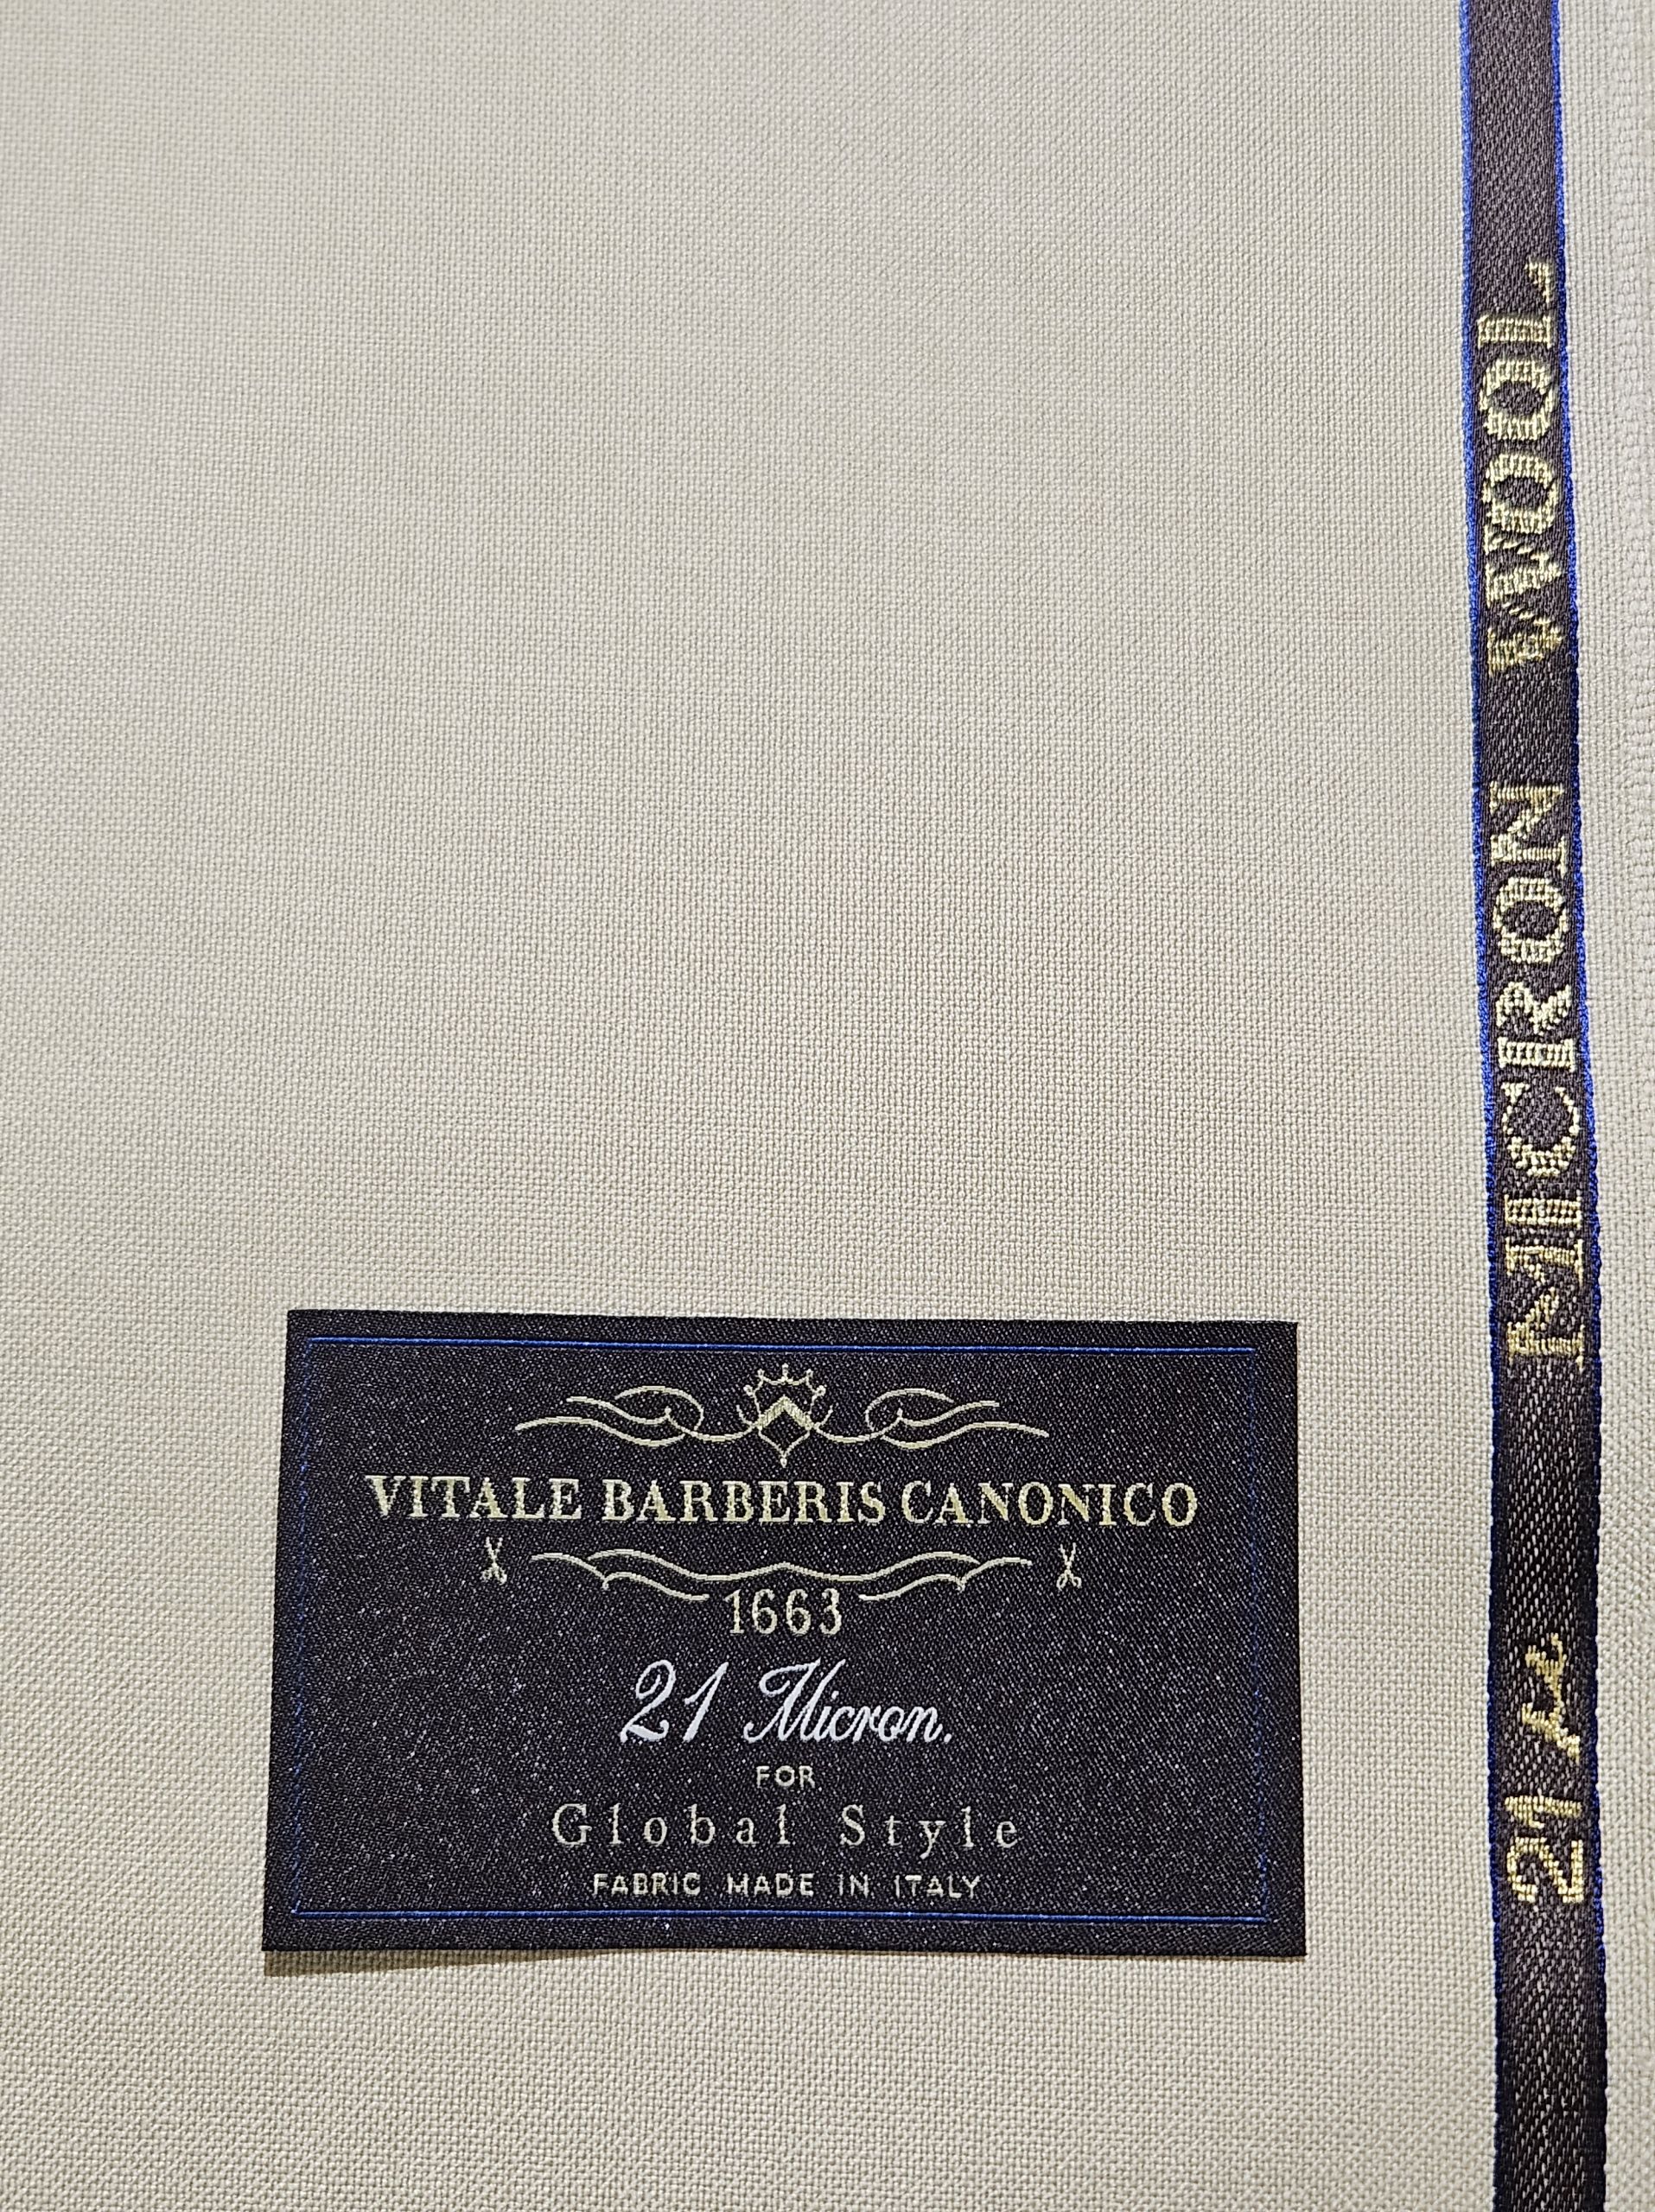 VITALE BARBERIS CANONICO
1663
21 Micron.
FOR
Global Style
FABRIC MADE IN ITALY
21 μ MICRON WOOL